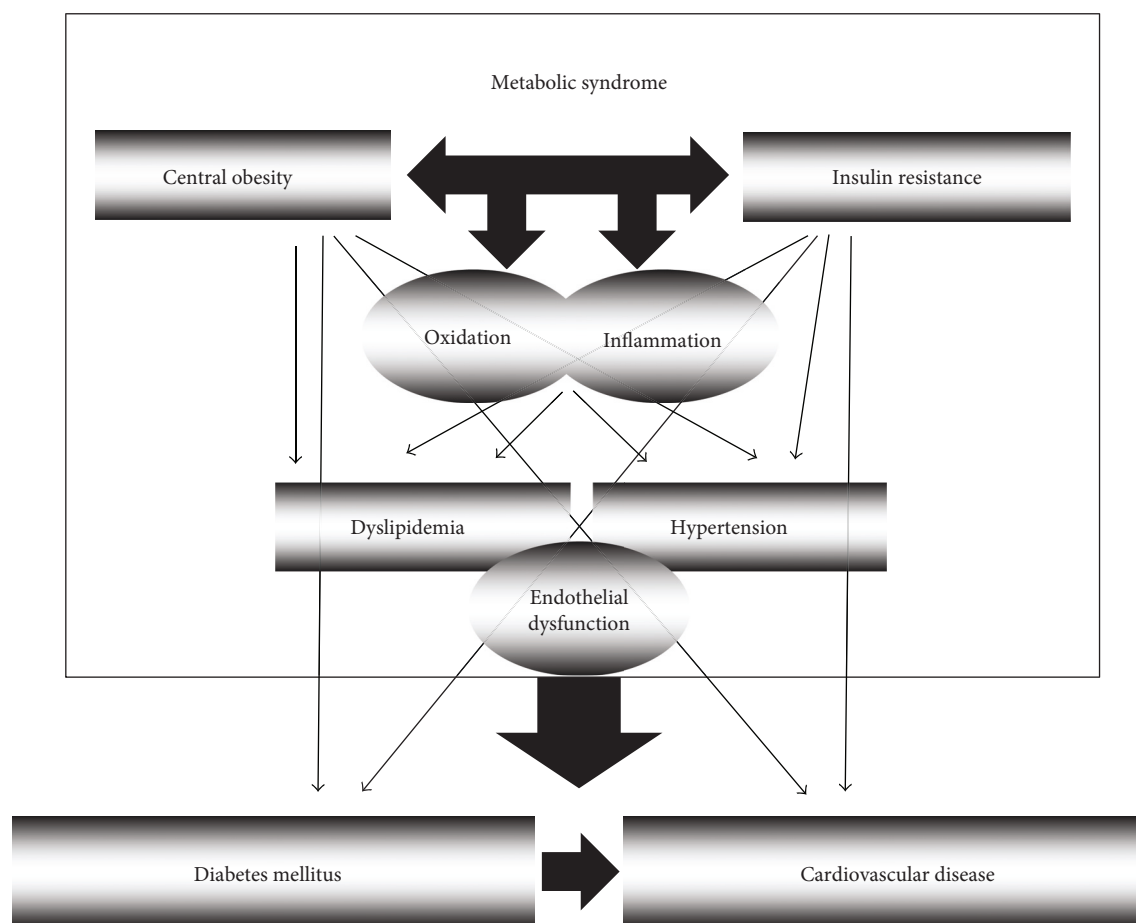 Metabolic syndrome
Central obesity
Insulin resistance
Oxidation
Inflammation
Dyslipidemia
Hypertension
Endothelial
dysfunction
Diabetes mellitus
Cardiovascular disease